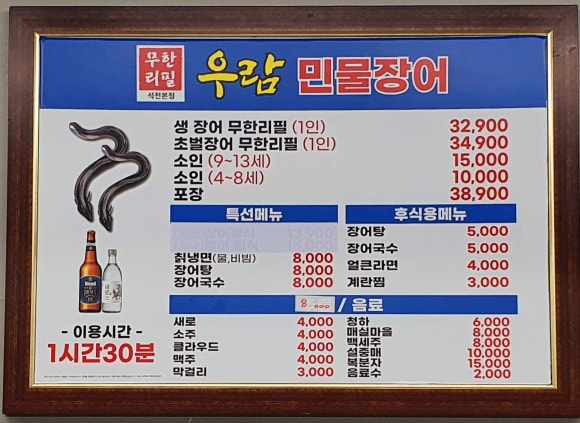 무한
리필
석전본점
우람 민물장어
생 장어 무한리필 (1인) 32,900
초벌장어 무한리필 (1인) 34,900
소인 (9~13세) 15,000
소인 (4~8세) 10,000
포장 38,900
특선메뉴
13,900
칡냉면(물,비빔) 8,000
장어탕 8,000
장어국수 8,000
후식용메뉴
장어탕 5,000
장어국수 5,000
얼큰라면 4,000
계란찜 3,000
/ 음료
새로 4,000
소주 4,000
클라우드 4,000
맥주 4,000
막걸리 3,000
청하 6,000
매실마을 8,000
백세주 8,000
설중매 10,000
복분자 15,000
음료수 2,000
- 이용시간 -
1시간30분